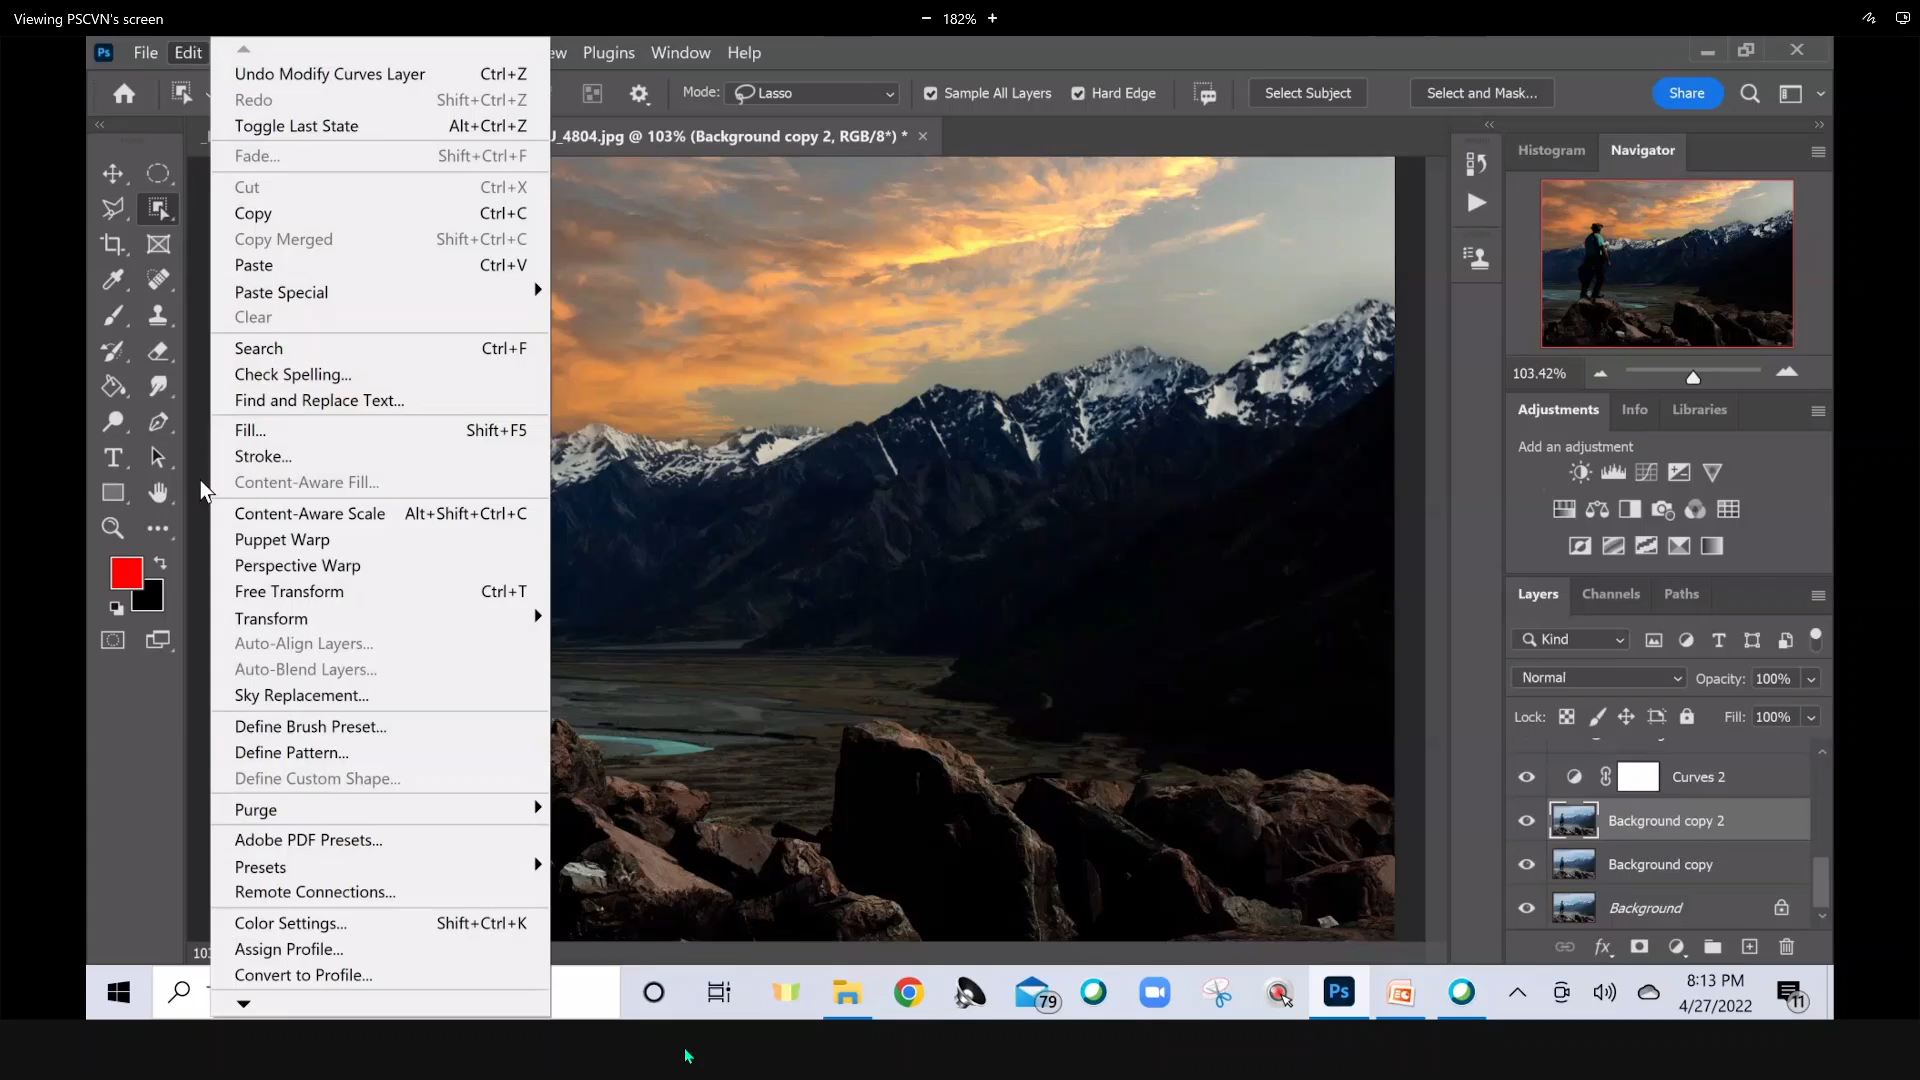 Viewing PSCVN's screen
182%
Ps File Edit Plugins Window Help
Mode: Lasso Sample All Layers Hard Edge Select Subject Select and Mask... Share
_4804.jpg @ 103% (Background copy 2, RGB/8*) *
Undo Modify Curves Layer Ctrl+Z
Redo Shift+Ctrl+Z
Toggle Last State Alt+Ctrl+Z
Fade... Shift+Ctrl+F
Cut Ctrl+X
Copy Ctrl+C
Copy Merged Shift+Ctrl+C
Paste Ctrl+V
Paste Special
Clear
Search Ctrl+F
Check Spelling...
Find and Replace Text...
Fill... Shift+F5
Stroke...
Content-Aware Fill...
Content-Aware Scale Alt+Shift+Ctrl+C
Puppet Warp
Perspective Warp
Free Transform Ctrl+T
Transform
Auto-Align Layers...
Auto-Blend Layers...
Sky Replacement...
Define Brush Preset...
Define Pattern...
Define Custom Shape...
Purge
Adobe PDF Presets...
Presets
Remote Connections...
Color Settings... Shift+Ctrl+K
Assign Profile...
Convert to Profile...
Histogram Navigator
103.42%
Adjustments Info Libraries
Add an adjustment
Layers Channels Paths
Kind
Normal Opacity: 100%
Lock: Fill: 100%
Curves 2
Background copy 2
Background copy
Background
79
Ps
8:13 PM
4/27/2022
11